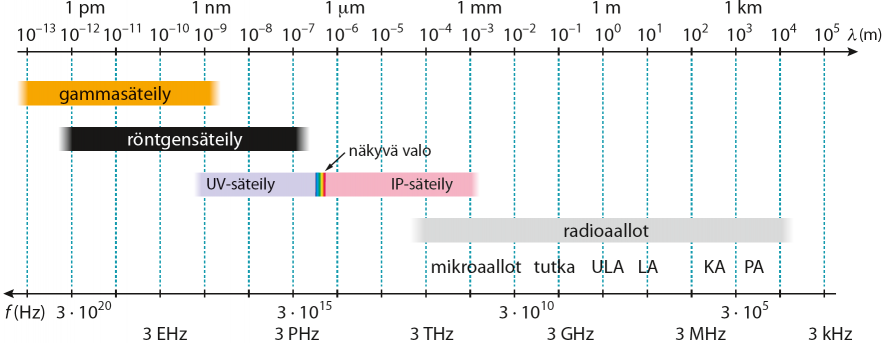 1 pm 1 nm 1 µm 1 mm 1 m 1 km
10⁻¹³ 10⁻¹² 10⁻¹¹ 10⁻¹⁰ 10⁻⁹ 10⁻⁸ 10⁻⁷ 10⁻⁶ 10⁻⁵ 10⁻⁴ 10⁻³ 10⁻² 10⁻¹ 10⁰ 10¹ 10² 10³ 10⁴ 10⁵ λ (m)
gammasäteily
röntgensäteily
näkyvä valo
UV-säteily IP-säteily
radioaallot
mikroaallot tutka ULA LA KA PA
f (Hz) 3 · 10²⁰ 3 · 10¹⁵ 3 · 10¹⁰ 3 · 10⁵
3 EHz 3 PHz 3 THz 3 GHz 3 MHz 3 kHz